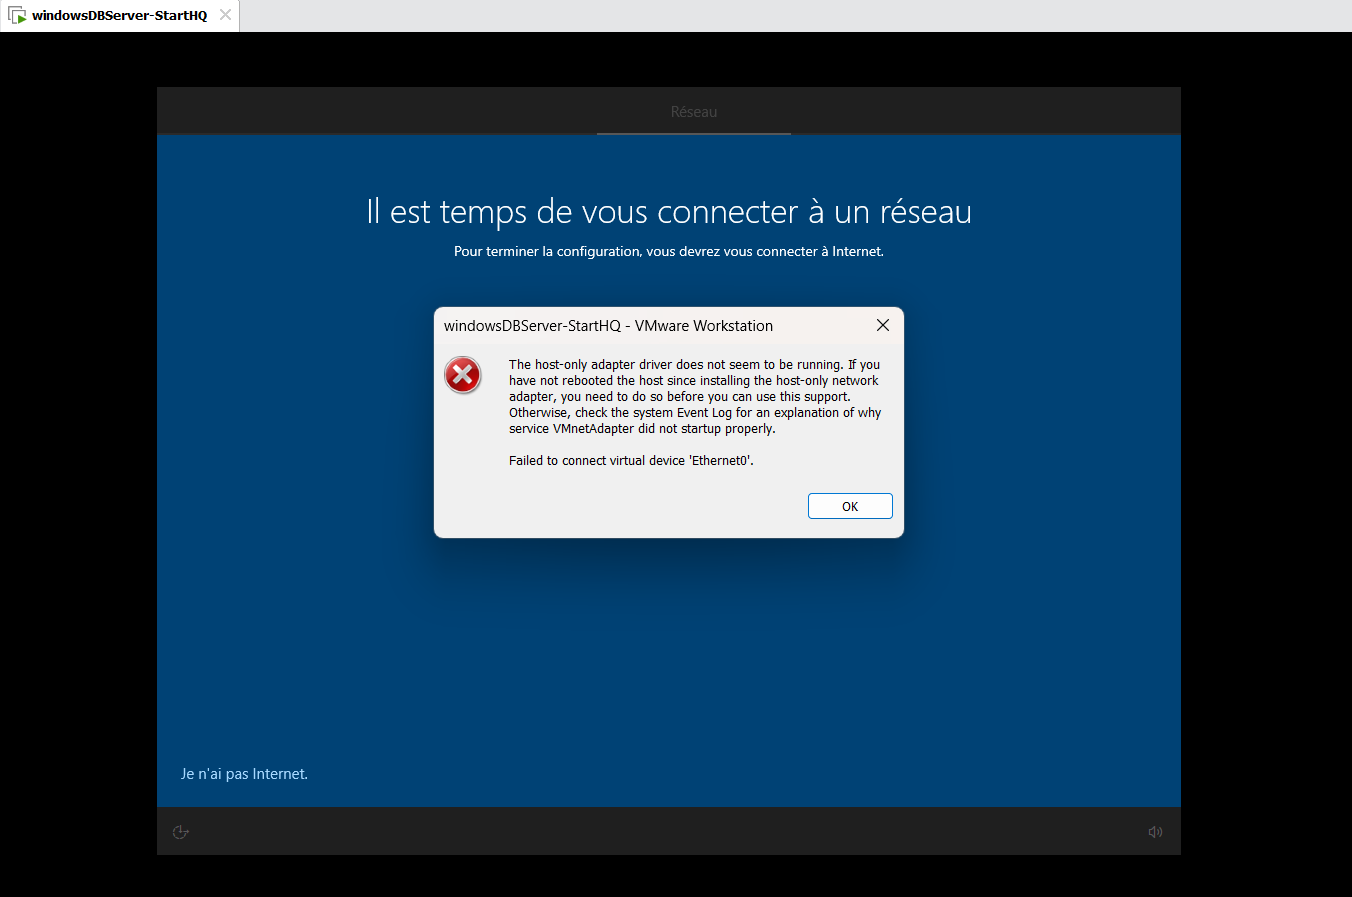 windowsDBServer-StartHQ
Réseau
Il est temps de vous connecter à un réseau
Pour terminer la configuration, vous devrez vous connecter à Internet.
windowsDBServer-StartHQ - VMware Workstation
The host-only adapter driver does not seem to be running. If you
have not rebooted the host since installing the host-only network
adapter, you need to do so before you can use this support.
Otherwise, check the system Event Log for an explanation of why
service VMnetAdapter did not startup properly.
Failed to connect virtual device 'Ethernet0'.
OK
Je n'ai pas Internet.